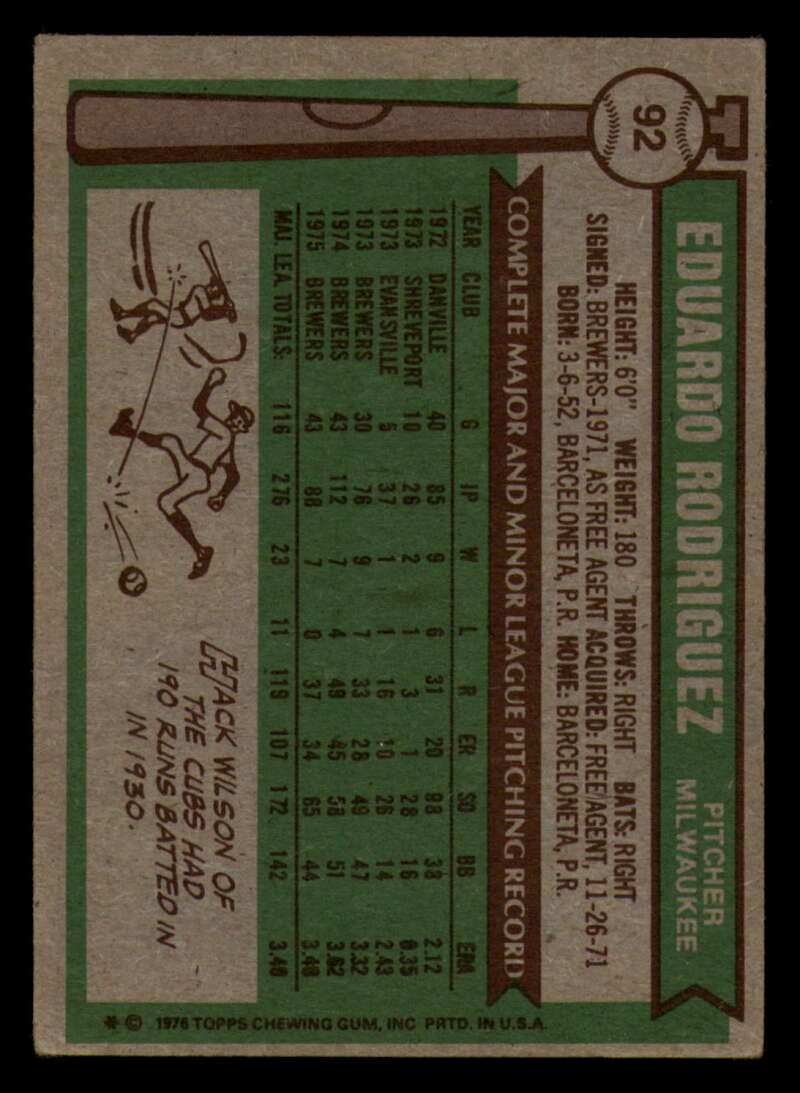 92
EDUARDO RODRIGUEZ
PITCHER
MILWAUKEE
HEIGHT: 6'0" WEIGHT: 180 THROWS: RIGHT BATS: RIGHT
SIGNED: BREWERS-1971, AS FREE AGENT ACQUIRED: FREE AGENT, 11-26-71
BORN: 3-6-52, BARCELONETA, P.R. HOME: BARCELONETA, P.R.
COMPLETE MAJOR AND MINOR LEAGUE PITCHING RECORD
YEAR CLUB G IP W L R ER SO BB ERA
1972 DANVILLE 40 85 9 6 31 20 98 38 2.12
1973 SHREVEPORT 10 26 2 1 3 1 28 16 0.35
1973 EVANSVILLE 5 37 1 1 16 10 26 14 2.43
1973 BREWERS 30 76 9 7 33 28 49 47 3.32
1974 BREWERS 43 112 7 4 49 45 58 51 3.62
1975 BREWERS 43 88 7 0 37 34 65 44 3.48
MAJ. LEA. TOTALS. 116 276 23 11 119 107 172 142 3.48
HACK WILSON OF
THE CUBS HAD
190 RUNS BATTED IN
IN 1930.
* © 1976 TOPPS CHEWING GUM, INC PRTD. IN U.S.A.